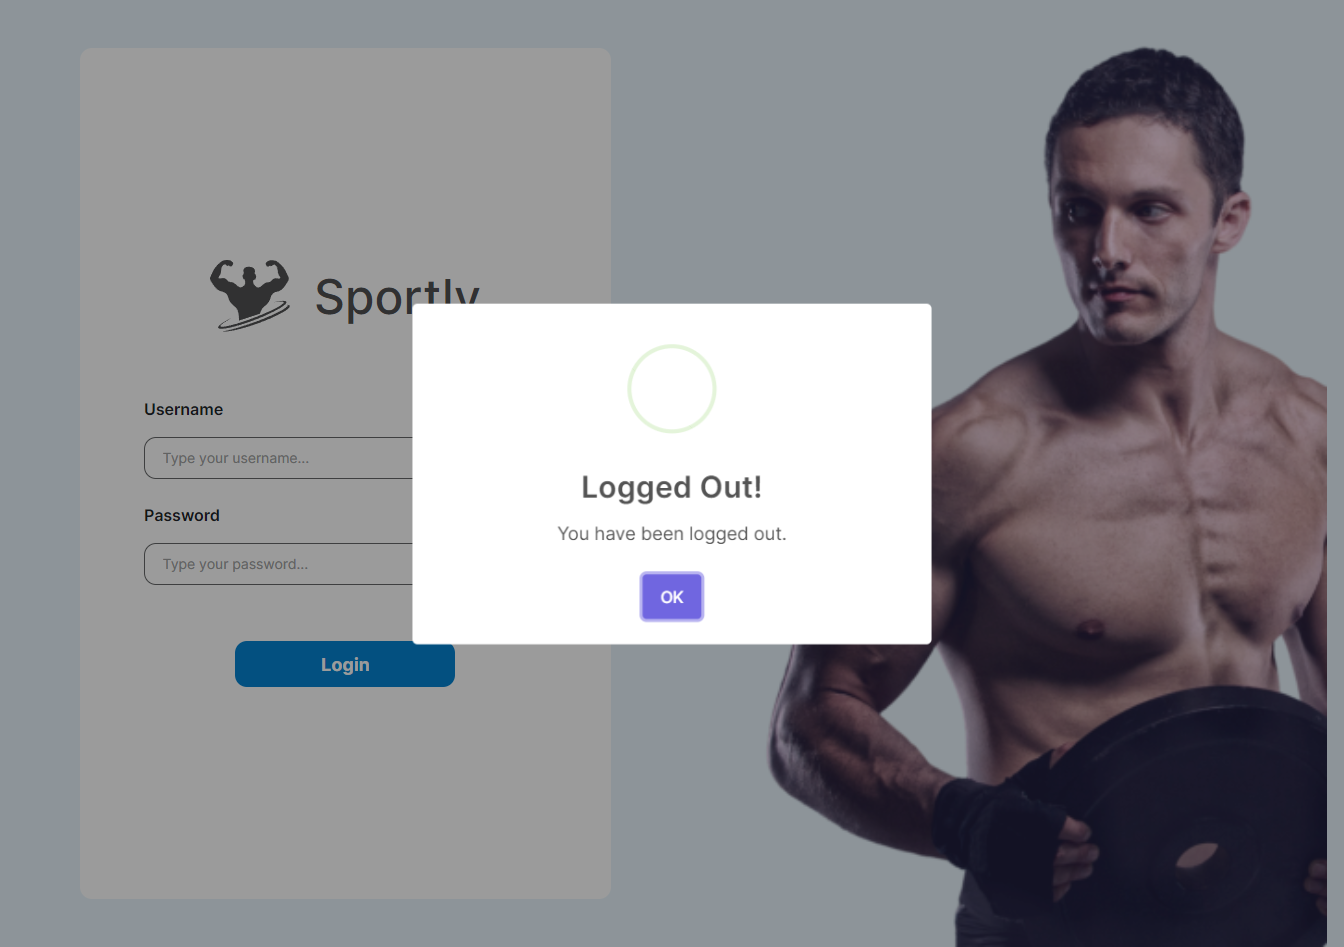 Sportly
Username
Type your username...
Password
Type your password...
Login
Logged Out!
You have been logged out.
OK